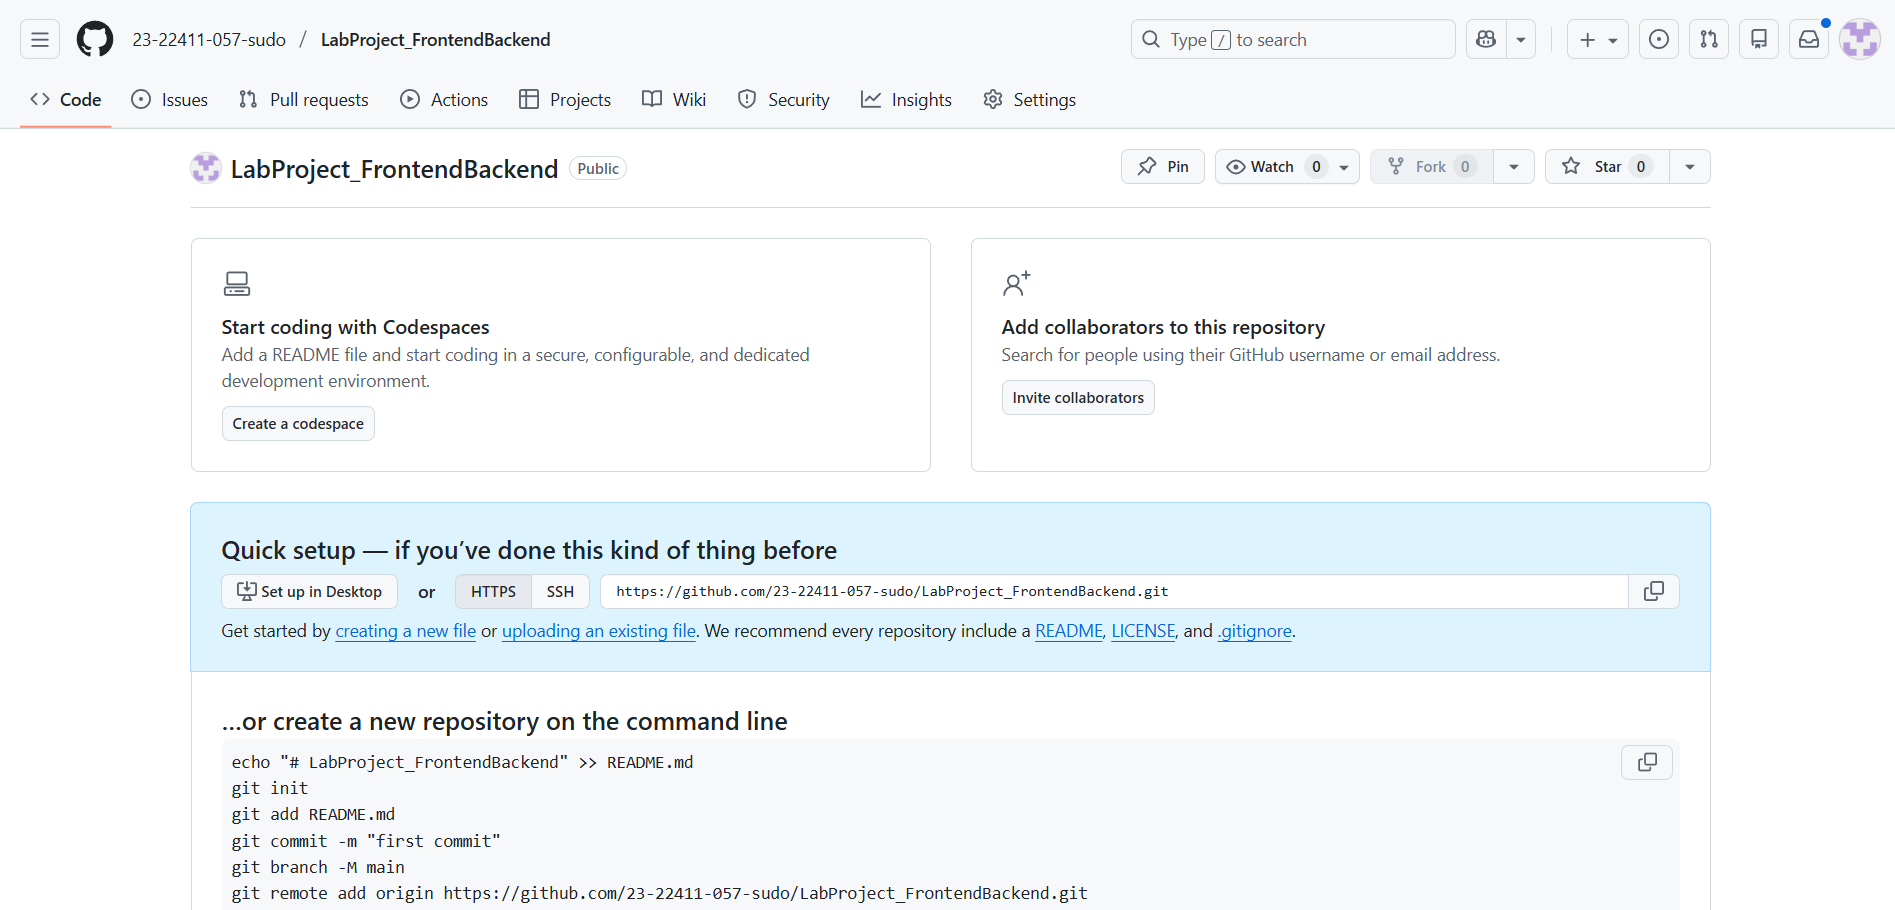 23-22411-057-sudo / LabProject_FrontendBackend
Type / to search
Code Issues Pull requests Actions Projects Wiki Security Insights Settings
LabProject_FrontendBackend Public
Pin Watch 0 Fork 0 Star 0
Start coding with Codespaces
Add a README file and start coding in a secure, configurable, and dedicated
development environment.
Create a codespace
Add collaborators to this repository
Search for people using their GitHub username or email address.
Invite collaborators
Quick setup — if you’ve done this kind of thing before
Set up in Desktop or HTTPS SSH https://github.com/23-22411-057-sudo/LabProject_FrontendBackend.git
Get started by creating a new file or uploading an existing file. We recommend every repository include a README, LICENSE, and .gitignore.
…or create a new repository on the command line
echo "# LabProject_FrontendBackend" >> README.md
git init
git add README.md
git commit -m "first commit"
git branch -M main
git remote add origin https://github.com/23-22411-057-sudo/LabProject_FrontendBackend.git